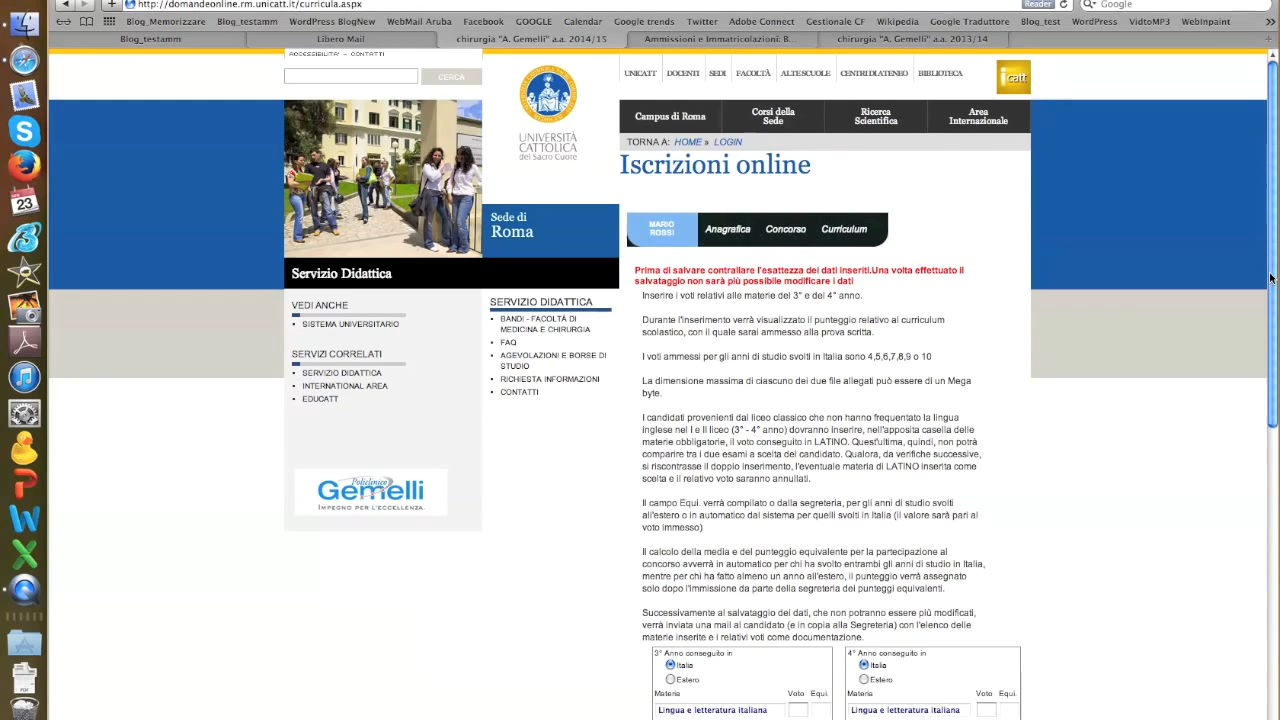 http://domandeonline.rm.unicatt.it/curricula.aspx
Reader
Google
Blog_Memorizzare
Blog_testamm
WordPress BlogNew
WebMail Aruba
Facebook
GOOGLE
Calendar
Google trends
Twitter
Adobe Connect
Gestionale CF
Wikipedia
Google Traduttore
Blog_test
WordPress
VidtoMP3
WebInpaint
Blog_testamm
Libero Mail
chirurgia "A. Gemelli" a.a. 2014/15
Ammissioni e Immatricolazioni: B...
chirurgia "A. Gemelli" a.a. 2013/14
ACCESSIBILITA' - CONTATTI
CERCA
UNIVERSITÀ
CATTOLICA
del Sacro Cuore
UNICATT
DOCENTI
SEDI
FACOLTÀ
ALTE SCUOLE
CENTRI DI ATENEO
BIBLIOTECA
icatt
Campus di Roma
Corsi della
Sede
Ricerca
Scientifica
Area
Internazionale
TORNA A: HOME » LOGIN
Iscrizioni online
Sede di
Roma
Servizio Didattica
MARIO
ROSSI
Anagrafica
Concorso
Curriculum
VEDI ANCHE
SISTEMA UNIVERSITARIO
SERVIZI CORRELATI
SERVIZIO DIDATTICA
INTERNATIONAL AREA
EDUCATT
Policlinico
Gemelli
IMPEGNO PER L'ECCELLENZA.
SERVIZIO DIDATTICA
BANDI - FACOLTÀ DI
MEDICINA E CHIRURGIA
FAQ
AGEVOLAZIONI E BORSE DI
STUDIO
RICHIESTA INFORMAZIONI
CONTATTI
Prima di salvare contrallare l'esattezza dei dati inseriti.Una volta effettuato il
salvataggio non sarà più possibile modificare i dati
Inserire i voti relativi alle materie del 3° e del 4° anno.
Durante l'inserimento verrà visualizzato il punteggio relativo al curriculum
scolastico, con il quale sarai ammesso alla prova scritta.
I voti ammessi per gli anni di studio svolti in Italia sono 4,5,6,7,8,9 o 10
La dimensione massima di ciascuno dei due file allegati può essere di un Mega
byte.
I candidati provenienti dal liceo classico che non hanno frequentato la lingua
inglese nel I e II liceo (3° - 4° anno) dovranno inserire, nell'apposita casella delle
materie obbligatorie, il voto conseguito in LATINO. Quest'ultima, quindi, non potrà
comparire tra i due esami a scelta del candidato. Qualora, da verifiche successive,
si riscontrasse il doppio inserimento, l'eventuale materia di LATINO inserita come
scelta e il relativo voto saranno annullati.
Il campo Equi. verrà compilato o dalla segreteria, per gli anni di studio svolti
all'estero o in automatico dal sistema per quelli svolti in Italia (il valore sarà pari al
voto immesso)
Il calcolo della media e del punteggio equivalente per la partecipazione al
concorso avverrà in automatico per chi ha svolto entrambi gli anni di studio in Italia,
mentre per chi ha fatto almeno un anno all'estero, il punteggio verrà assegnato
solo dopo l'immissione da parte della segreteria dei punteggi equivalenti.
Successivamente al salvataggio dei dati, che non potranno essere più modificati,
verrà inviata una mail al candidato (e in copia alla Segreteria) con l'elenco delle
materie inserite e i relativi voti come documentazione.
3° Anno conseguito in
Italia
Estero
Materia Voto Equi.
Lingua e letteratura italiana
4° Anno conseguito in
Italia
Estero
Materia Voto Equi.
Lingua e letteratura italiana
23
PDF